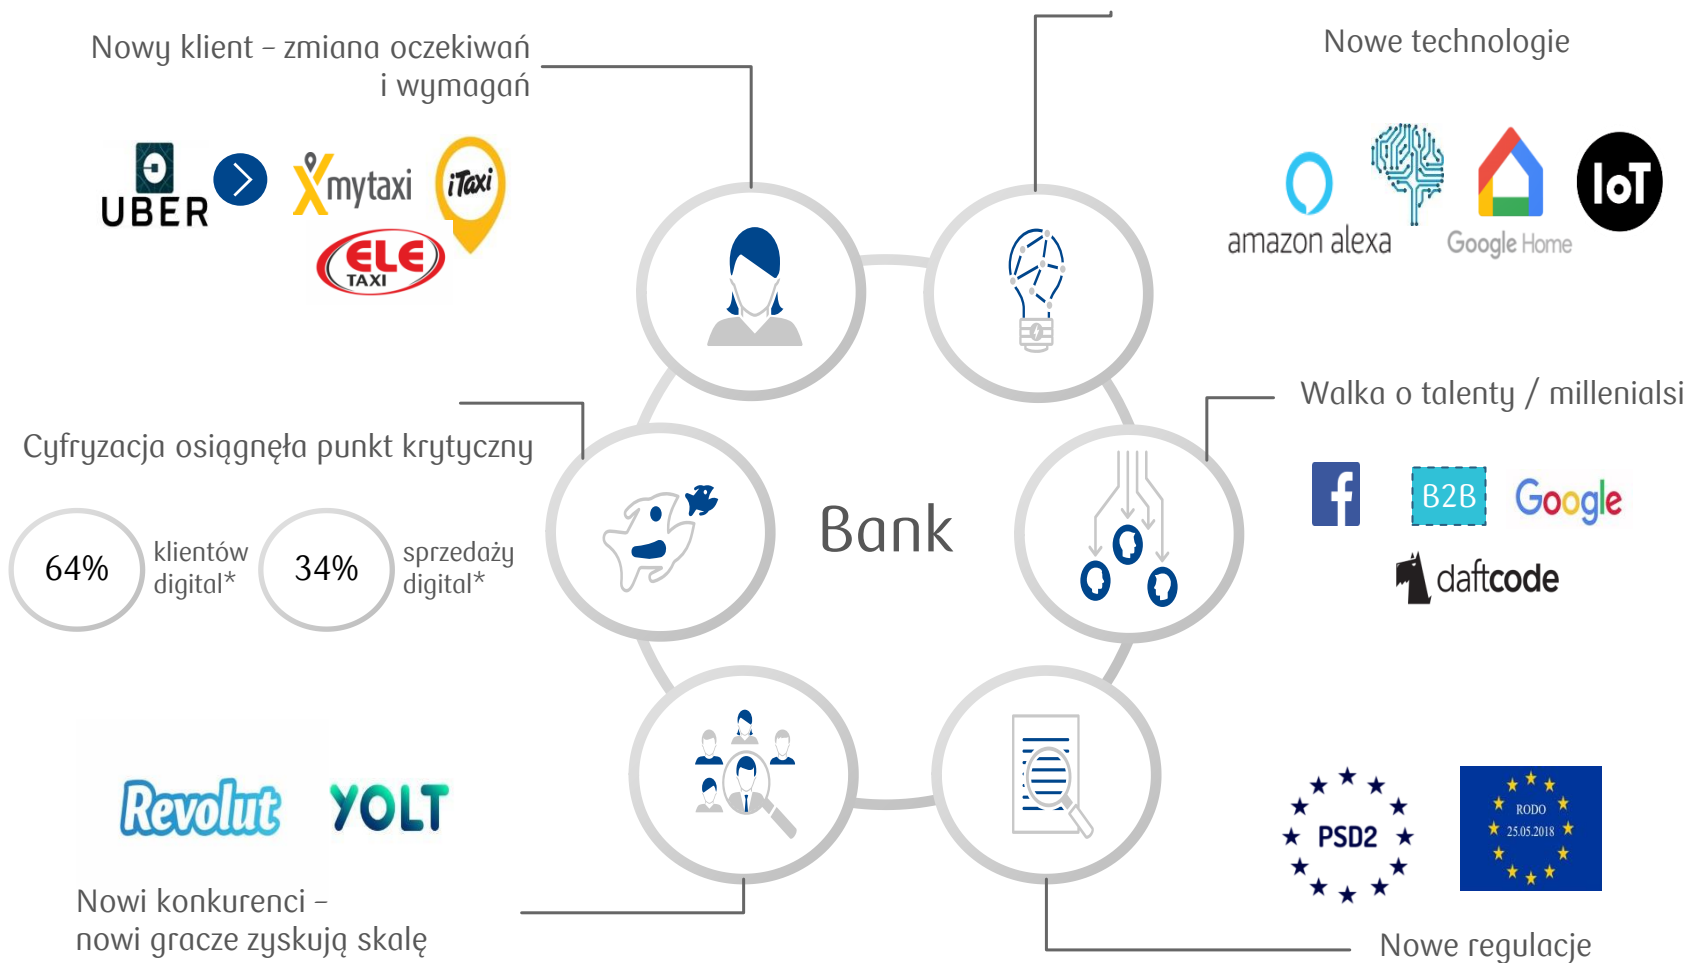 Nowy klient – zmiana oczekiwań
i wymagań
UBER
mytaxi
iTaxi
ELE
TAXI
Nowe technologie
amazon alexa
Google Home
IoT
Cyfryzacja osiągnęła punkt krytyczny
64%
klientów
digital*
34%
sprzedaży
digital*
Bank
Walka o talenty / millenialsi
f
B2B
Google
daftcode
Revolut
YOLT
Nowi konkurenci –
nowi gracze zyskują skalę
PSD2
RODO
25.05.2018
Nowe regulacje